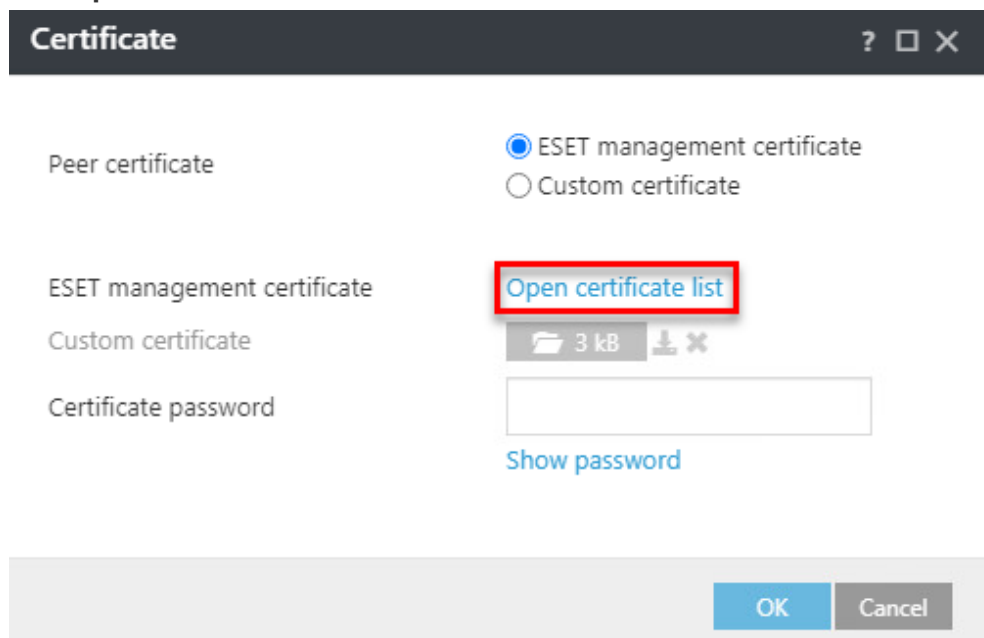 Certificate ?
Peer certificate
ESET management certificate
Custom certificate
ESET management certificate
Open certificate list
Custom certificate
3 kB
Certificate password
Show password
OK Cancel